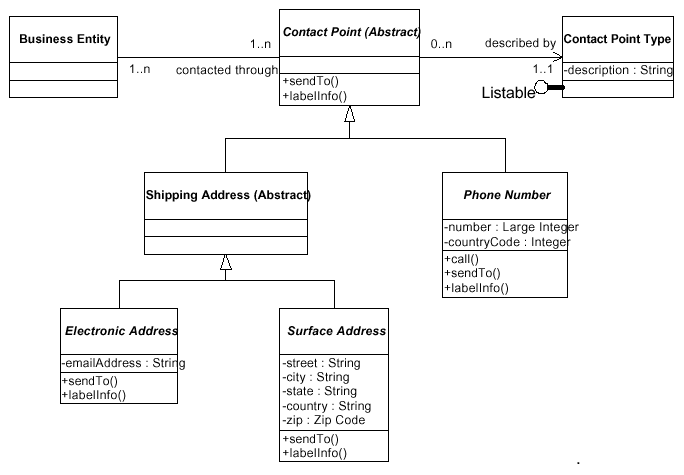 Business Entity
1..n
contacted through
1..n
Contact Point (Abstract)
+sendTo()
+labelInfo()
0..n
described by
1..1
Listable
Contact Point Type
-description : String
Shipping Address (Abstract)
Phone Number
-number : Large Integer
-countryCode : Integer
+call()
+sendTo()
+labelInfo()
Electronic Address
-emailAddress : String
+sendTo()
+labelInfo()
Surface Address
-street : String
-city : String
-state : String
-country : String
-zip : Zip Code
+sendTo()
+labelInfo()